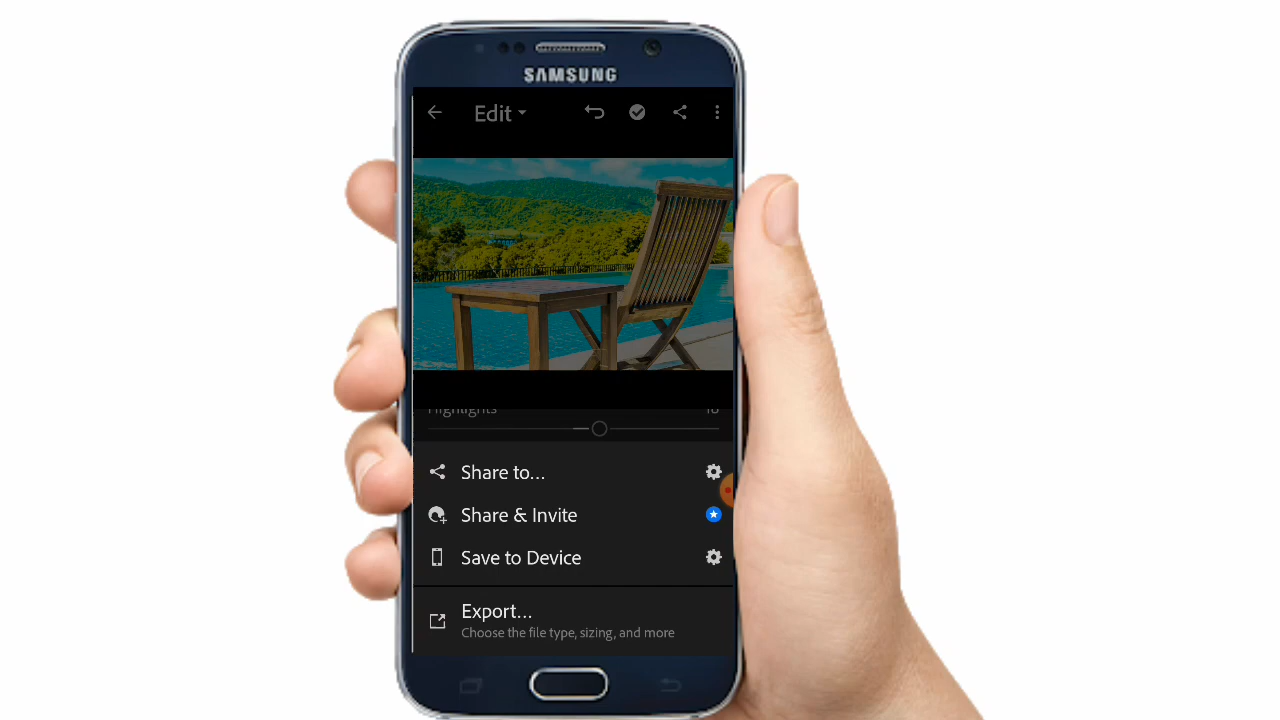 SAMSUNG
Edit
Highlights 18
Share to...
Share & Invite
Save to Device
Export...
Choose the file type, sizing, and more